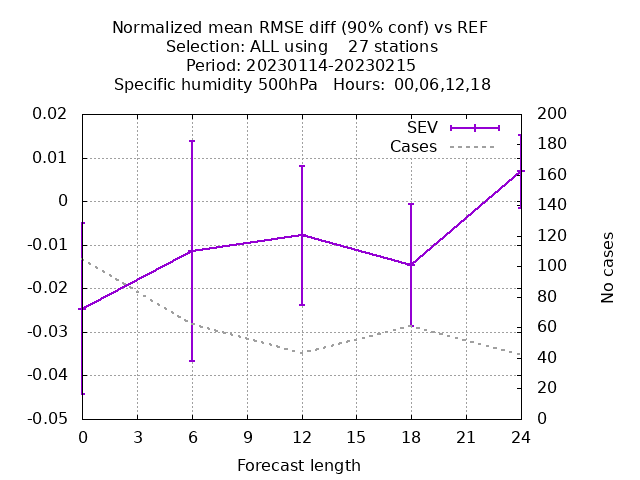 Normalized mean RMSE diff (90% conf) vs REF
Selection: ALL using    27 stations
Period: 20230114-20230215
Specific humidity 500hPa   Hours:  00,06,12,18
0.02
0.01
0
-0.01
-0.02
-0.03
-0.04
-0.05
SEV
Cases
200
180
160
140
120
100
80
60
40
20
0
No cases
0 3 6 9 12 15 18 21 24
Forecast length